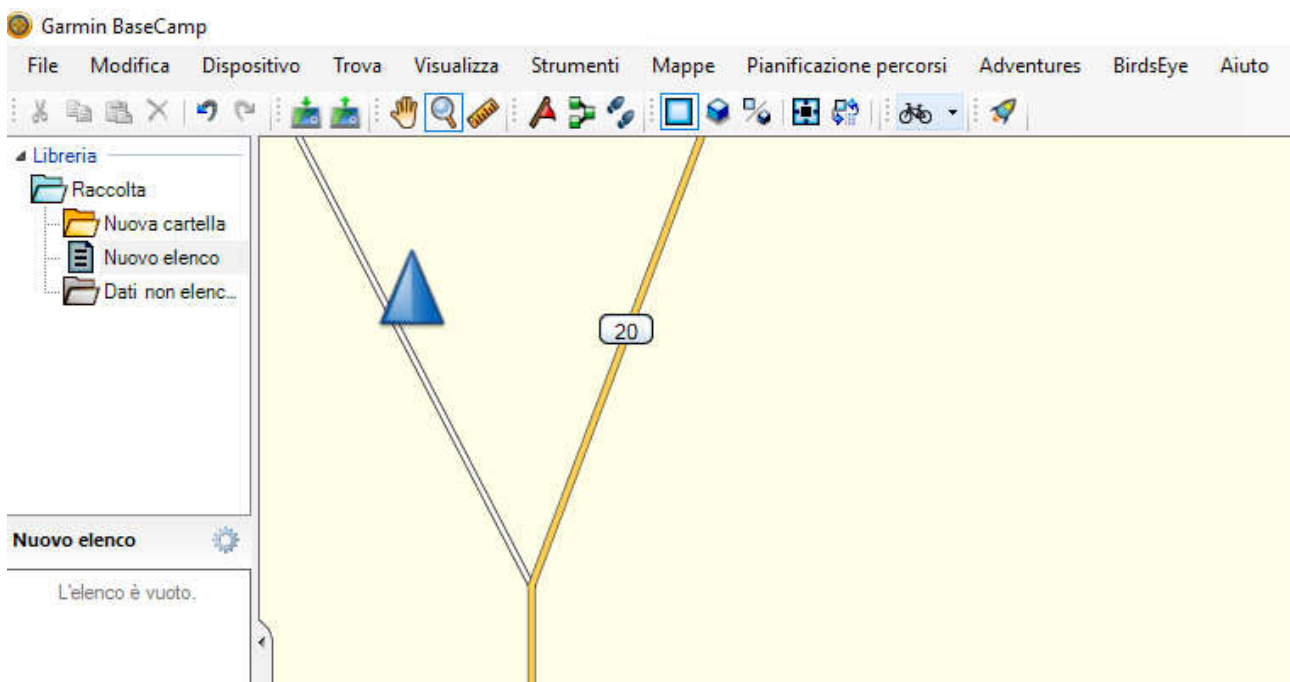 Garmin BaseCamp
File Modifica Dispositivo Trova Visualizza Strumenti Mappe Pianificazione percorsi Adventures BirdsEye Aiuto
Libreria
Raccolta
Nuova cartella
Nuovo elenco
Dati non elenc...
20
Nuovo elenco
L'elenco è vuoto.